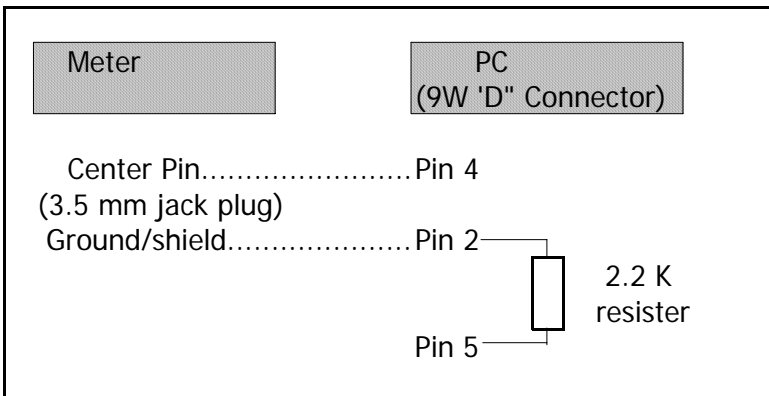 Meter
PC
(9W 'D" Connector)
Center Pin........................Pin 4
(3.5 mm jack plug)
Ground/shield.....................Pin 2
2.2 K
resister
Pin 5